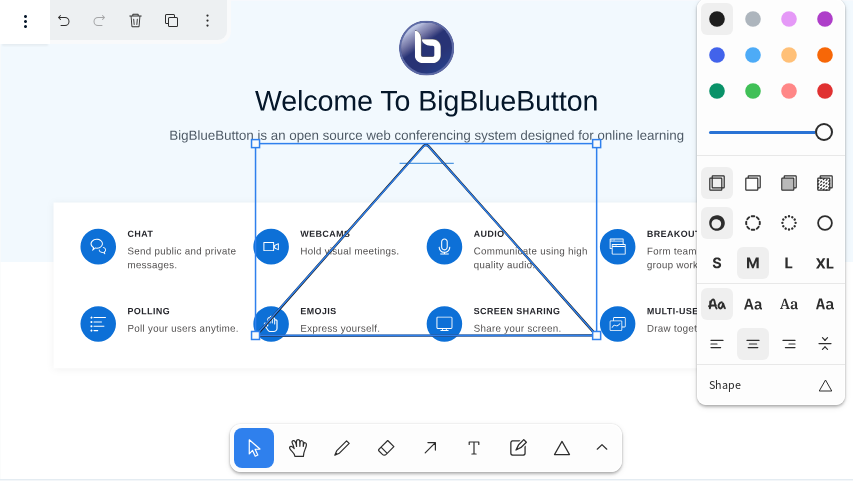 Welcome To BigBlueButton
BigBlueButton is an open source web conferencing system designed for online learning
CHAT
Send public and private
messages.
WEBCAMS
Hold visual meetings.
AUDIO
Communicate using high
quality audio.
BREAKOUT
Form team
group work
POLLING
Poll your users anytime.
EMOJIS
Express yourself.
SCREEN SHARING
Share your screen.
MULTI-USE
Draw toget
S M L XL
Aa Aa Aa Aa
Shape
T